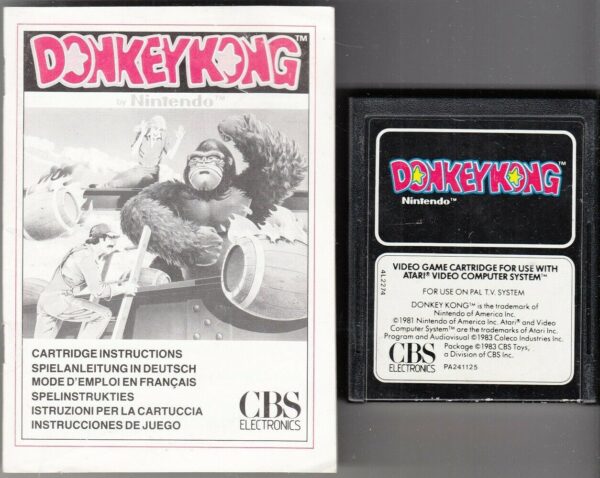 DONKEY KONG™
by Nintendo™
CARTRIDGE INSTRUCTIONS
SPIELANLEITUNG IN DEUTSCH
MODE D'EMPLOI EN FRANÇAIS
SPELINSTRUKTIES
ISTRUZIONI PER LA CARTUCCIA
INSTRUCCIONES DE JUEGO
CBS
ELECTRONICS
DONKEY KONG™
Nintendo™
VIDEO GAME CARTRIDGE FOR USE WITH
ATARI® VIDEO COMPUTER SYSTEM™
FOR USE ON PAL T.V. SYSTEM
DONKEY KONG™ is the trademark of
Nintendo of America Inc.
©1981 Nintendo of America Inc. Atari® and Video
Computer System™ are the trademarks of Atari Inc.
Program and Audiovisual ©1983 Coleco Industries Inc.
Package ©1983 CBS Toys,
a Division of CBS Inc.
CBS
ELECTRONICS
PA241125
4L2274